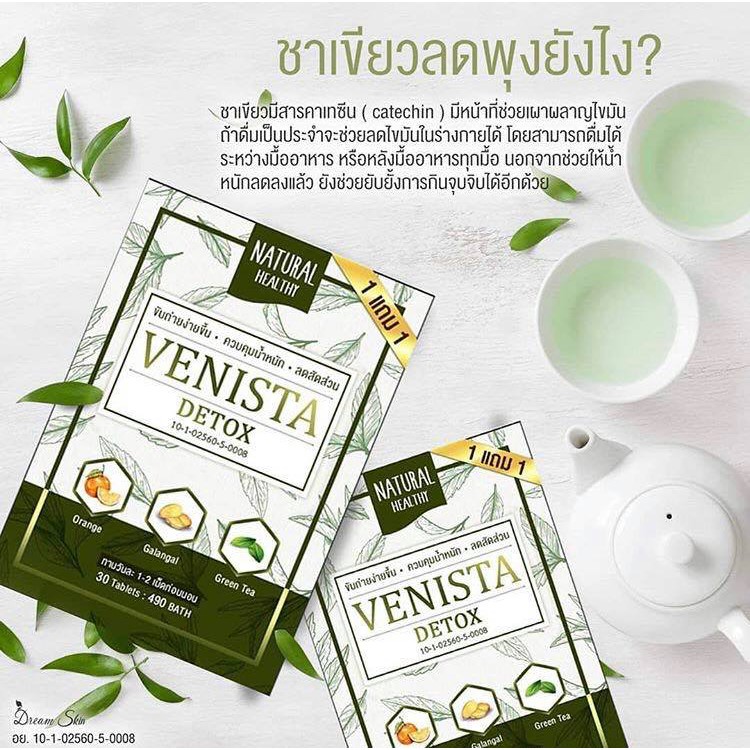 ชาเขียวลดพุงยังไง?
ชาเขียวมีสารคาเทชีน ( catechin ) มีหน้าที่ช่วยเผาผลาญไขมัน
ถ้าดื่มเป็นประจำจะช่วยลดไขมันในร่างกายได้ โดยสามารถดื่มได้
ระหว่างมื้ออาหาร หรือหลังมื้ออาหารทุกมื้อ นอกจากช่วยให้น้ำ
หนักลดลงแล้ว ยังช่วยยับยั้งการกินจุบจิบได้อีกด้วย
NATURAL
HEALTHY
1 แถม 1
ขับถ่ายง่ายขึ้น • ควบคุมน้ำหนัก • ลดสัดส่วน
VENISTA
DETOX
10-1-02560-5-0008
Orange
Galangal
Green Tea
ทานวันละ 1-2 เม็ดก่อนนอน
30 Tablets : 490 BATH
NATURAL
HEALTHY
1 แถม 1
ขับถ่ายง่ายขึ้น • ควบคุมน้ำหนัก • ลดสัดส่วน
VENISTA
DETOX
10-1-02560-5-0008
Orange
Galangal
Green Tea
Dream Skin
อย. 10-1-02560-5-0008